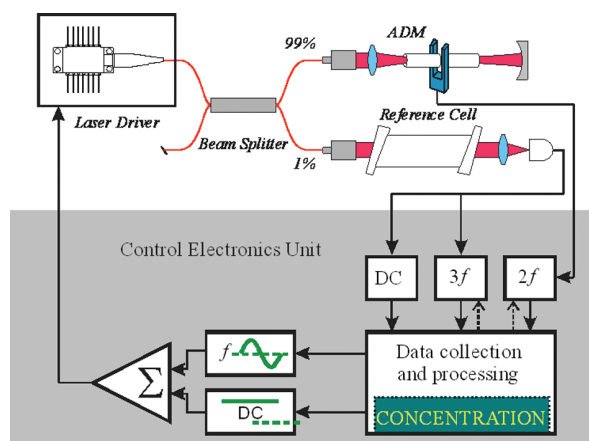 99%
ADM
Laser Driver
Beam Splitter
Reference Cell
1%
Control Electronics Unit
DC
3f
2f
f
Data collection
and processing
Σ
DC
CONCENTRATION